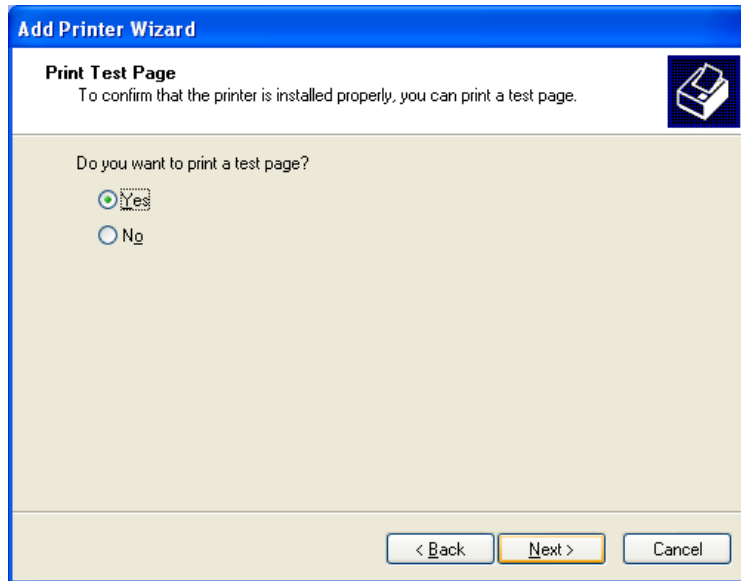 Add Printer Wizard
Print Test Page
To confirm that the printer is installed properly, you can print a test page.
Do you want to print a test page?
Yes
No
< Back
Next >
Cancel